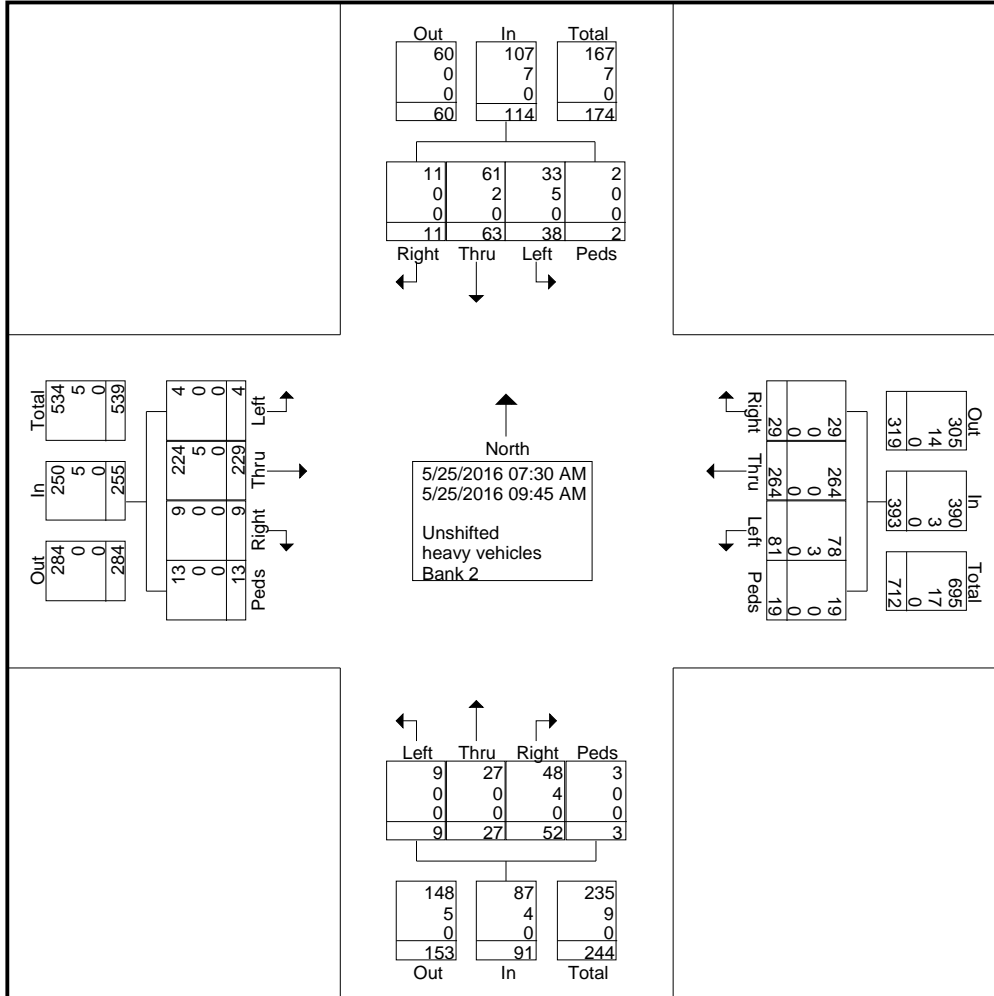 Out In Total
60 107 167
0 7 7
0 0 0
60 114 174
11 61 33 2
0 2 5 0
0 0 0 0
11 63 38 2
Right Thru Left Peds
Total
534
5
0
539
In
250
5
0
255
Out
284
0
0
284
Left
4
0
0
4
Thru
224
5
0
229
Right
9
0
0
9
Peds
13
0
0
13
North
5/25/2016 07:30 AM
5/25/2016 09:45 AM
Unshifted
heavy vehicles
Bank 2
Right
29
0
0
29
Thru
264
0
0
264
Left
78
3
0
81
Peds
19
0
0
19
Out
305
14
0
319
In
390
3
0
393
Total
695
17
0
712
Left Thru Right Peds
9 27 48 3
0 0 4 0
0 0 0 0
9 27 52 3
148 87 235
5 4 9
0 0 0
153 91 244
Out In Total